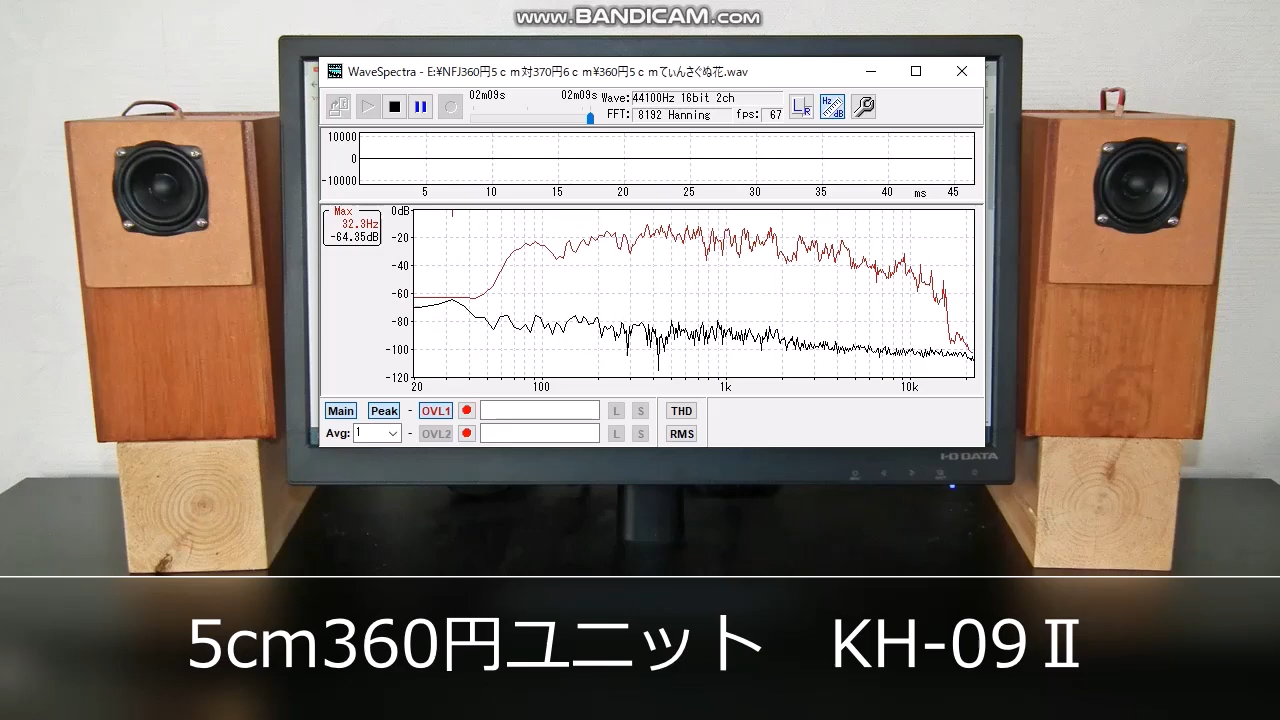 www.BANDICAM.com
WaveSpectra - E:¥NFJ360円5ｃｍ対370円6ｃｍ¥360円5ｃｍてぃんさぐぬ花.wav
02m09s 02m09s Wave: 44100Hz 16bit 2ch
FFT: 8192 Hanning fps: 67
L R Hz dB
10000
0
-10000
5 10 15 20 25 30 35 40 ms 45
Max
32.3Hz
-64.35dB
0dB
-20
-40
-60
-80
-100
-120
20 100 1k 10k
Main Peak - OVL1 L S THD
Avg: 1 - OVL2 L S RMS
I-O DATA
5cm360円ユニット　KH-09Ⅱ